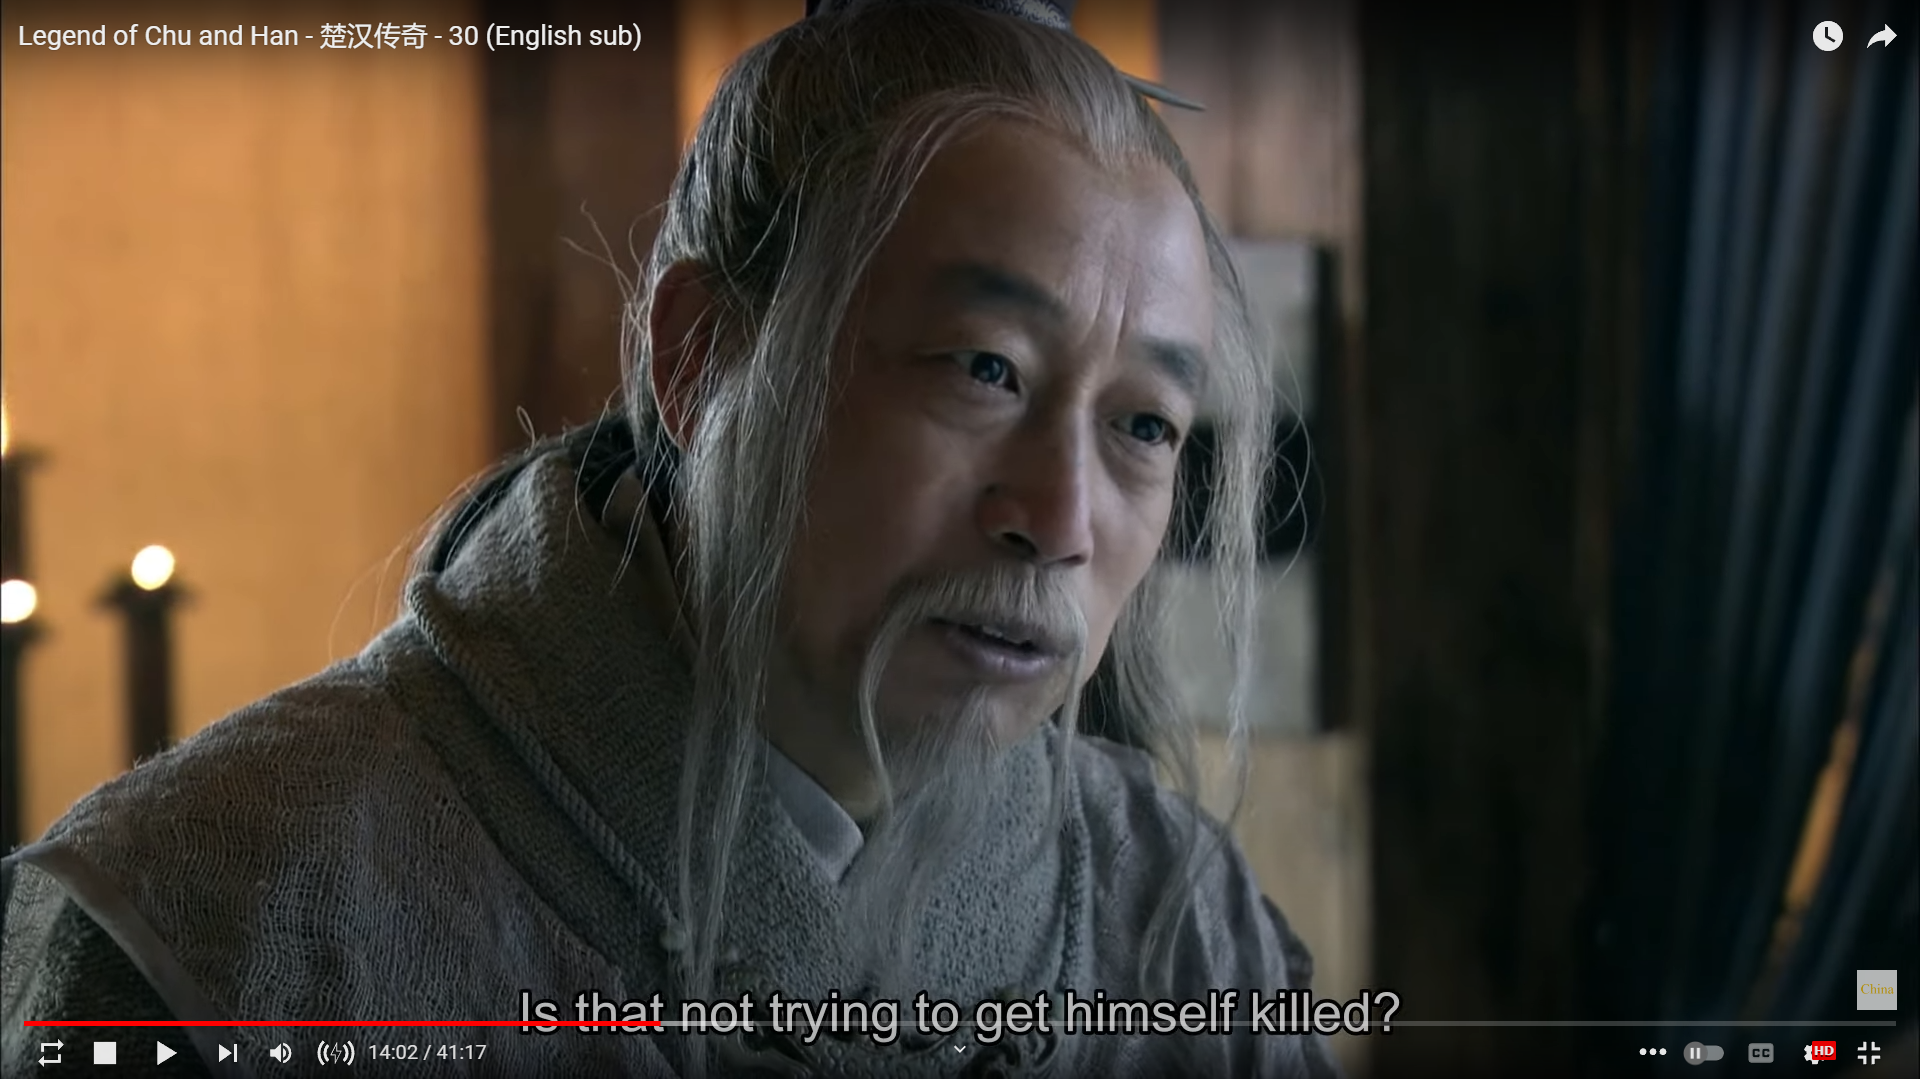 Legend of Chu and Han - 楚汉传奇 - 30 (English sub)
China
Is that not trying to get himself killed?
14:02 / 41:17
CC
HD